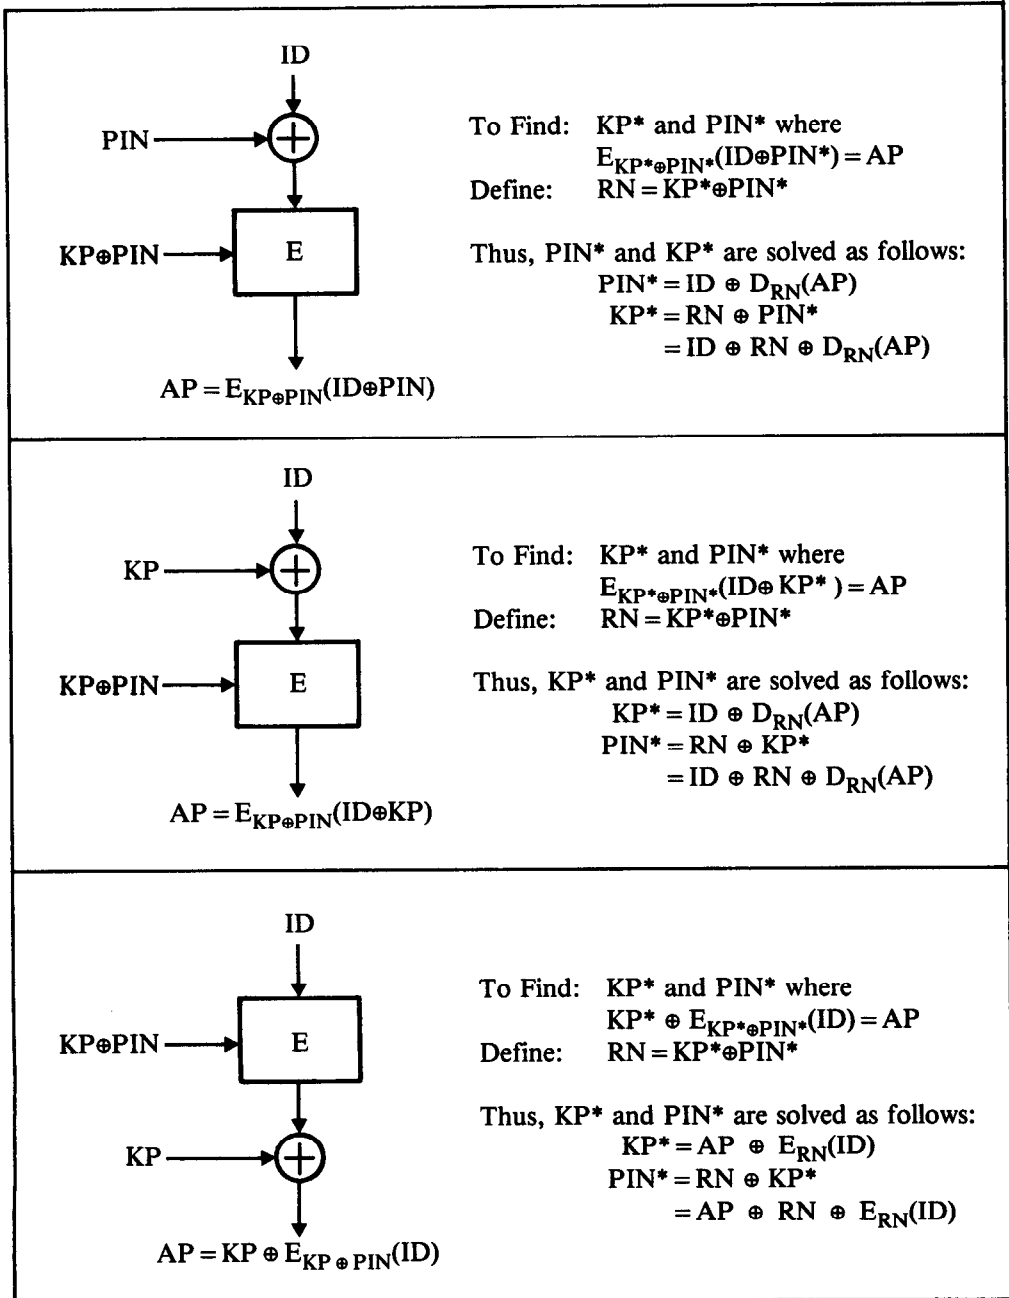 ID
PIN
KP⊕PIN
E
AP = E_KP⊕PIN(ID⊕PIN)
To Find: KP* and PIN* where
E_KP*⊕PIN*(ID⊕PIN*) = AP
Define: RN = KP*⊕PIN*
Thus, PIN* and KP* are solved as follows:
PIN* = ID ⊕ D_RN(AP)
KP* = RN ⊕ PIN*
= ID ⊕ RN ⊕ D_RN(AP)
ID
KP
KP⊕PIN
E
AP = E_KP⊕PIN(ID⊕KP)
To Find: KP* and PIN* where
E_KP*⊕PIN*(ID⊕ KP* ) = AP
Define: RN = KP*⊕PIN*
Thus, KP* and PIN* are solved as follows:
KP* = ID ⊕ D_RN(AP)
PIN* = RN ⊕ KP*
= ID ⊕ RN ⊕ D_RN(AP)
ID
KP⊕PIN
E
KP
AP = KP ⊕ E_KP ⊕ PIN(ID)
To Find: KP* and PIN* where
KP* ⊕ E_KP*⊕PIN*(ID) = AP
Define: RN = KP*⊕PIN*
Thus, KP* and PIN* are solved as follows:
KP* = AP ⊕ E_RN(ID)
PIN* = RN ⊕ KP*
= AP ⊕ RN ⊕ E_RN(ID)